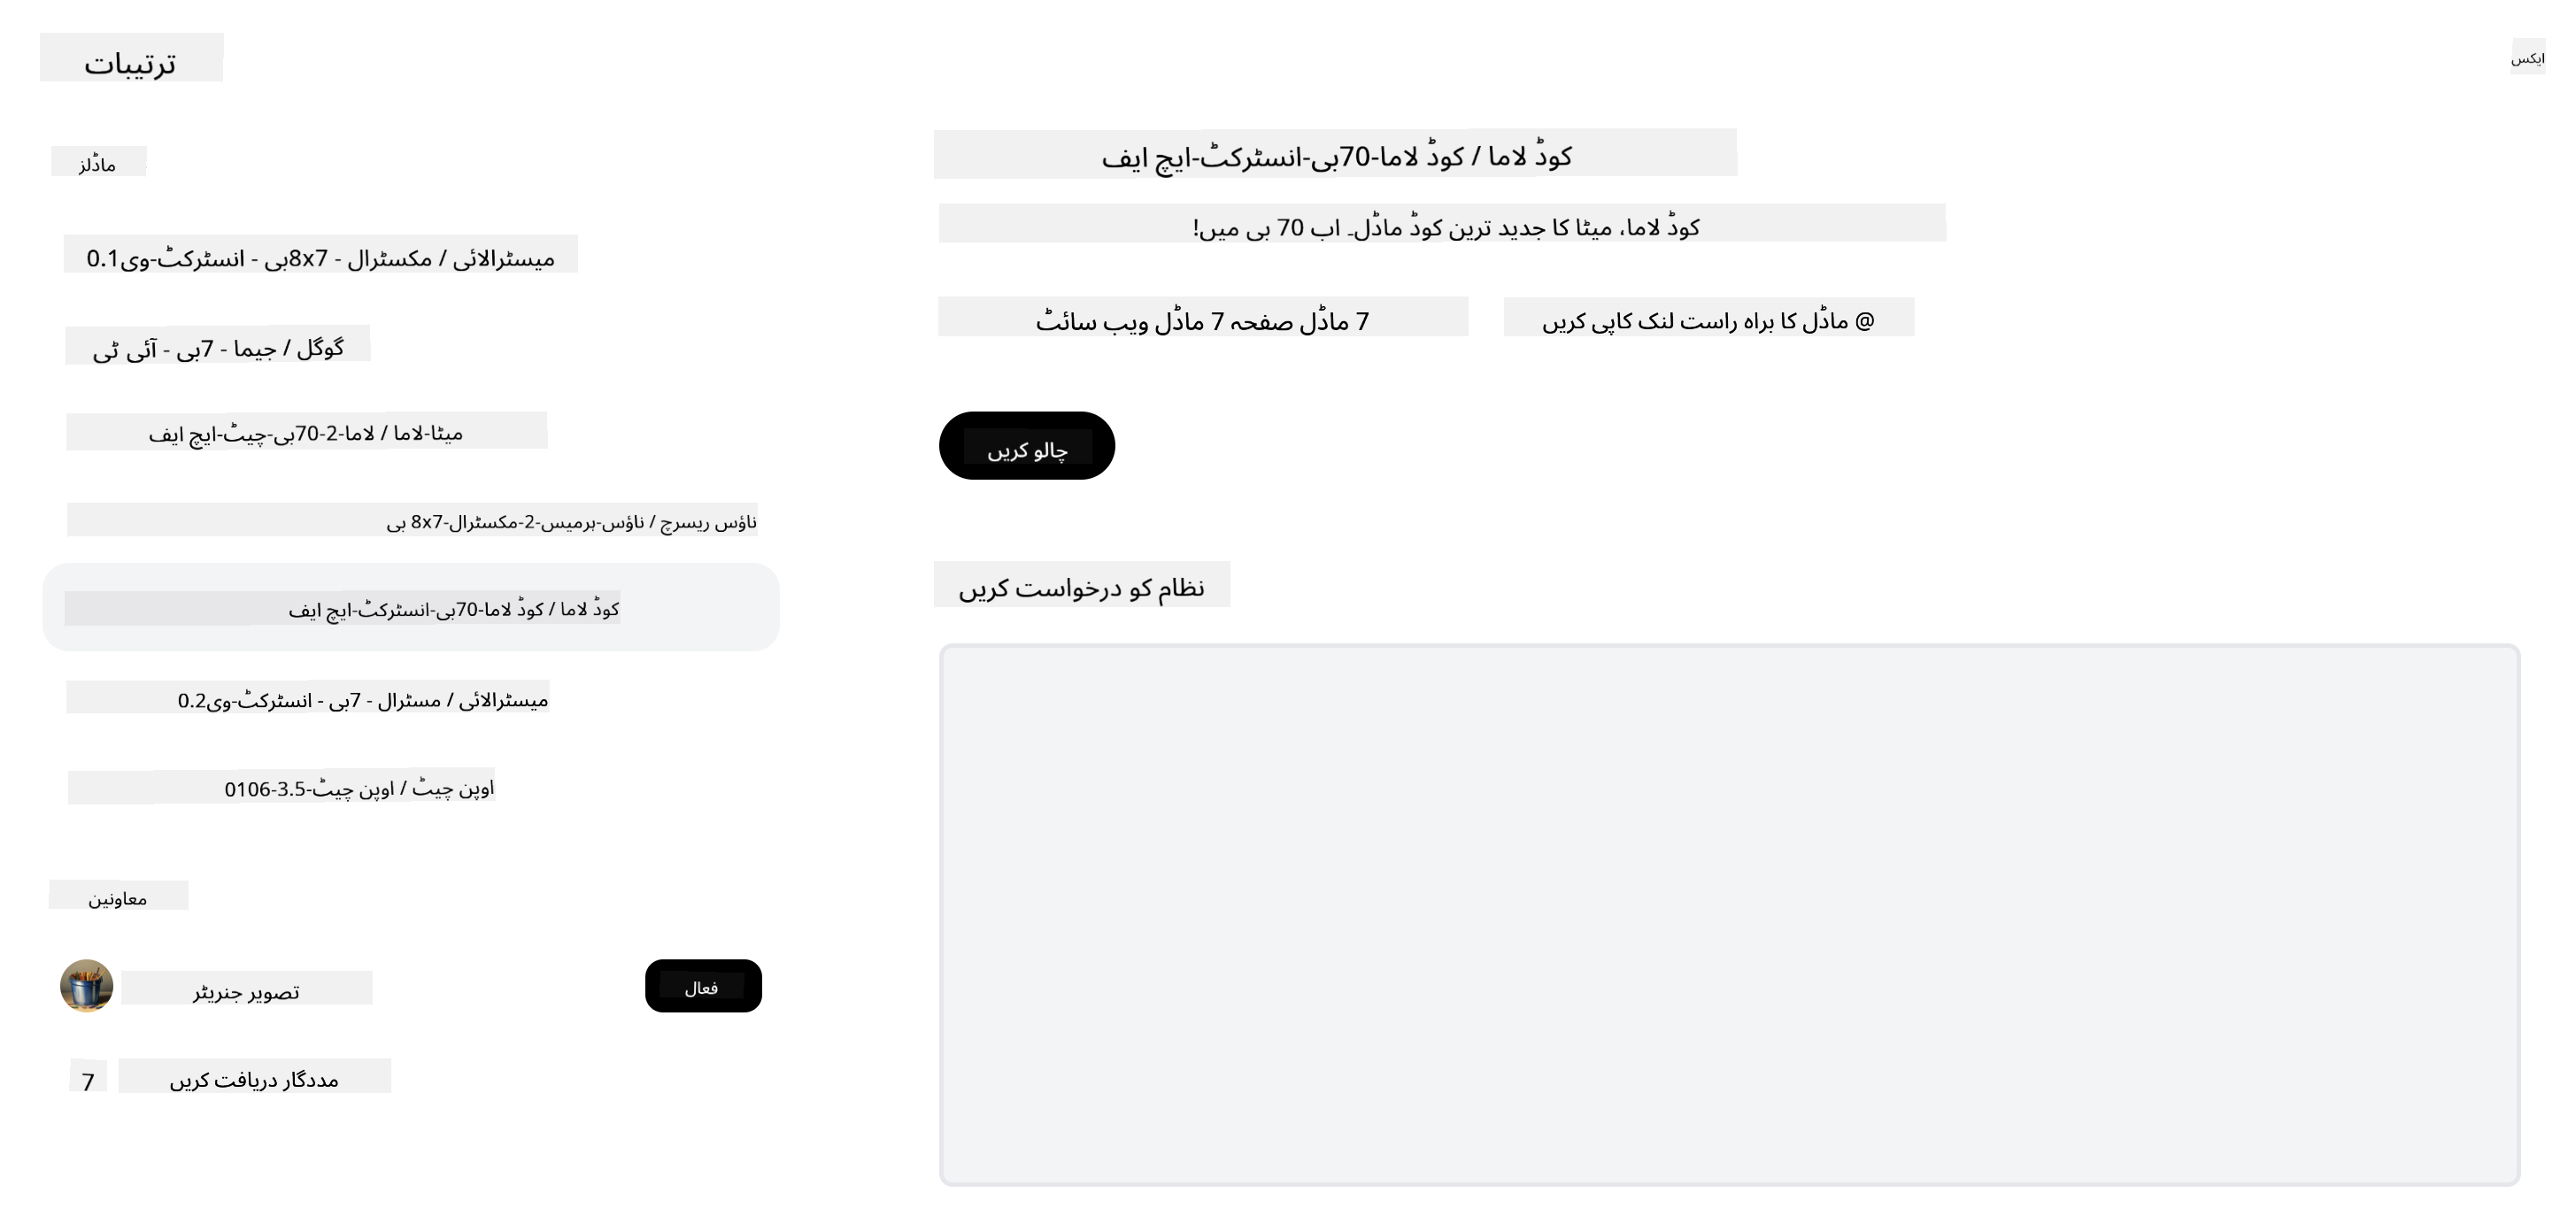 ترتیبات
ایکس
ماڈلز
میسٹرالائی / مکسٹرال - 8x7بی - انسٹرکٹ-وی0.1
گوگل / جیما - 7بی - آئی ٹی
میٹا-لاما / لاما-2-70بی-چیٹ-ایچ ایف
ناؤس ریسرچ / ناؤس-ہرمیس-2-مکسٹرال-8x7 بی
کوڈ لاما / کوڈ لاما-70بی-انسٹرکٹ-ایچ ایف
میسٹرالائی / مسٹرال - 7بی - انسٹرکٹ-وی0.2
اوپن چیٹ / اوپن چیٹ-3.5-0106
معاونین
تصویر جنریٹر
فعال
7 مددگار دریافت کریں
کوڈ لاما / کوڈ لاما-70بی-انسٹرکٹ-ایچ ایف
کوڈ لاما، میٹا کا جدید ترین کوڈ ماڈل۔ اب 70 بی میں!
7 ماڈل صفحہ 7 ماڈل ویب سائٹ
@ ماڈل کا براہ راست لنک کاپی کریں
چالو کریں
نظام کو درخواست کریں